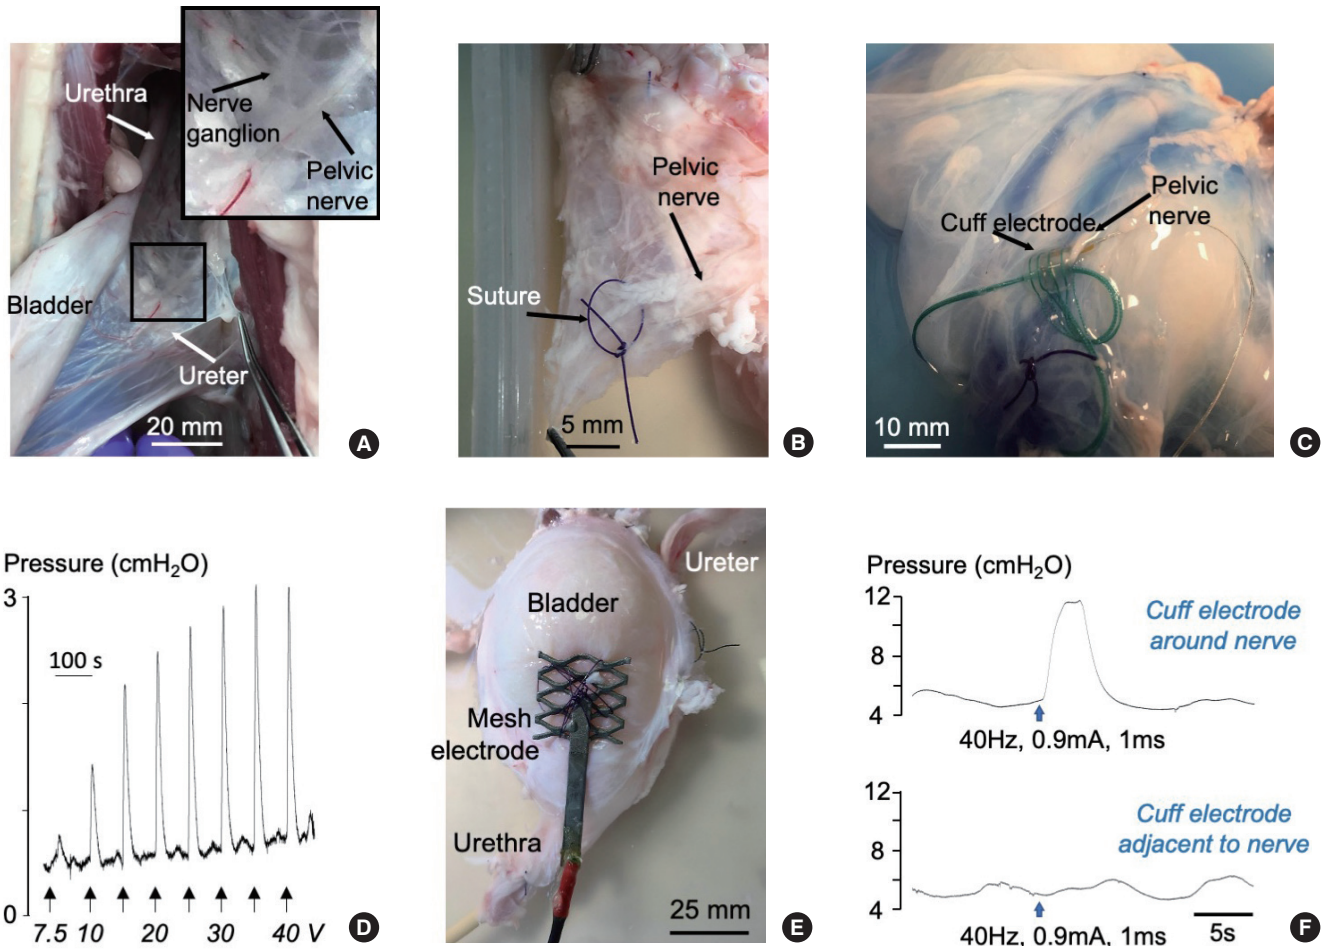 Urethra
Nerve
ganglion
Pelvic
nerve
Bladder
Ureter
20 mm
A
Pelvic
nerve
Suture
5 mm
B
Pelvic
nerve
Cuff electrode
10 mm
C
Pressure (cmH₂O)
3
100 s
0
7.5 10 20 30 40 V
D
Ureter
Bladder
Mesh
electrode
Urethra
25 mm
E
Pressure (cmH₂O)
12
8
4
Cuff electrode
around nerve
40Hz, 0.9mA, 1ms
12
8
4
Cuff electrode
adjacent to nerve
40Hz, 0.9mA, 1ms
5s
F